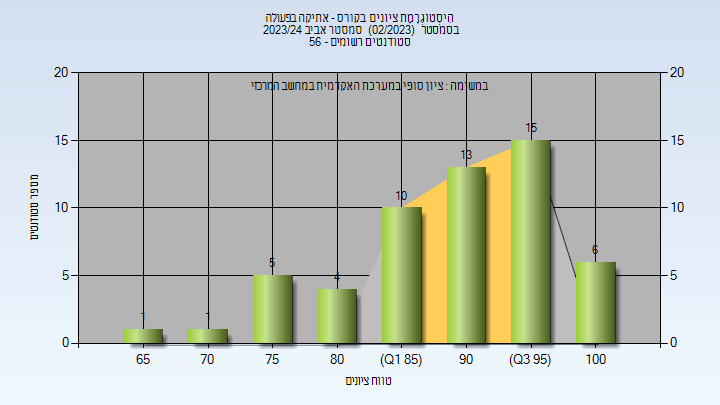 היסטוגרמת ציונים בקורס - אתיקה בפעולה
בסמסטר (02/2023) סמסטר אביב 2023/24
סטודנטים רשומים - 56
במשימה : ציון סופי במערכת האקדמית במחשב המרכזי
20 20
15 15
10 10
5 5
0 0
1 1 5 4 10 13 15 6
65 70 75 80 (Q1 85) 90 (Q3 95) 100
מספר סטודנטים
טווח ציונים